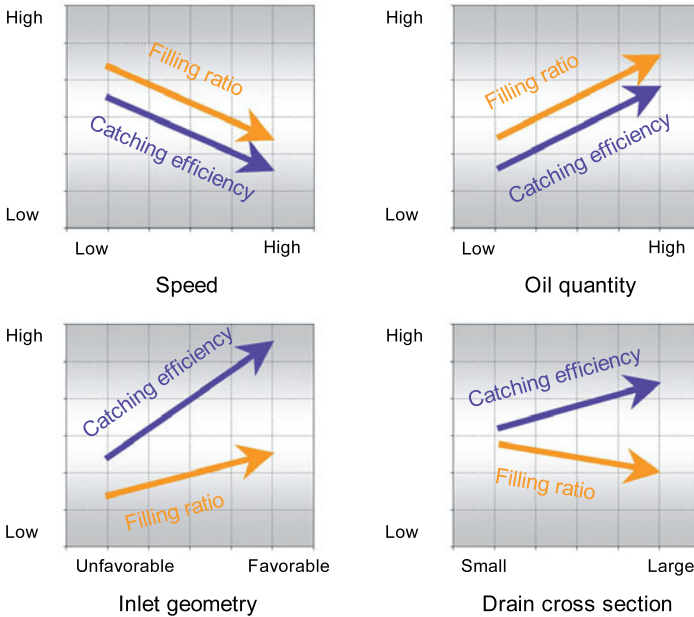 High
Filling ratio
Catching efficiency
Low
Low
High
Speed
High
Filling ratio
Catching efficiency
Low
Low
High
Oil quantity
High
Catching efficiency
Filling ratio
Low
Unfavorable
Favorable
Inlet geometry
High
Catching efficiency
Filling ratio
Low
Small
Large
Drain cross section